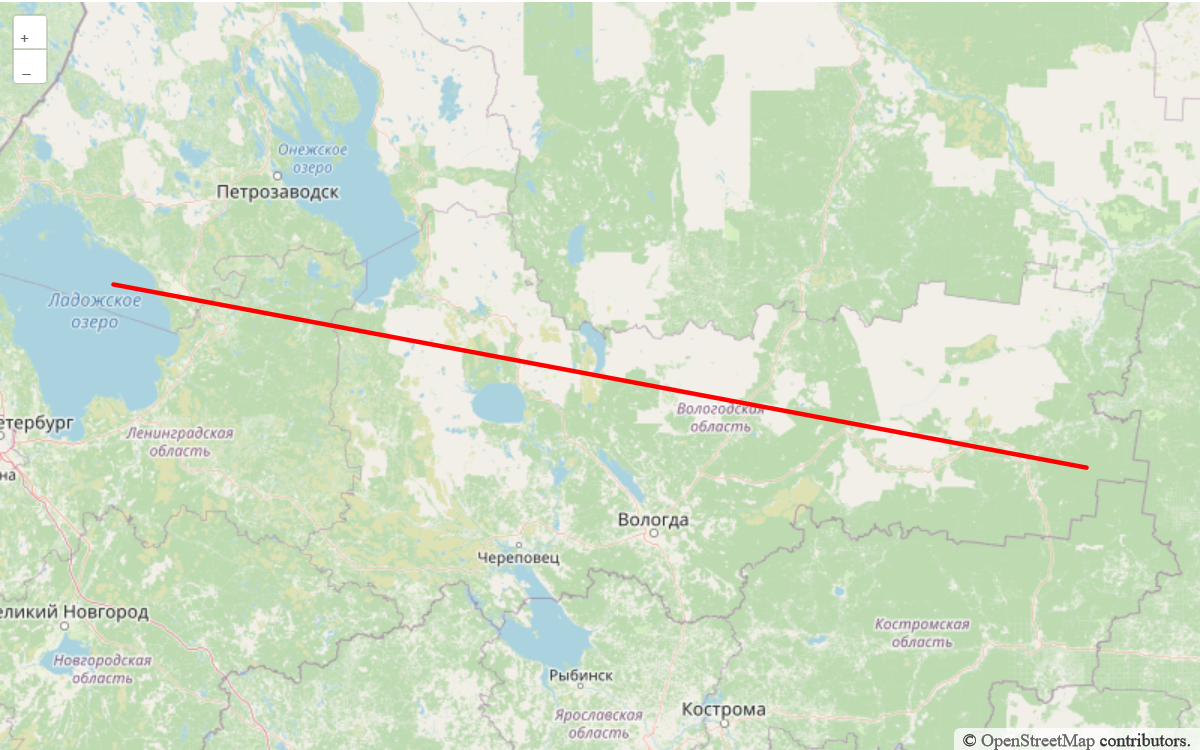 +
–
Онежское
озеро
Петрозаводск
Ладожское
озеро
Вологодская
область
етербург
Ленинградская
область
на
Вологда
Череповец
еликий Новгород
Костромская
область
Новгородская
область
Рыбинск
Кострома
Ярославская
область
© OpenStreetMap contributors.